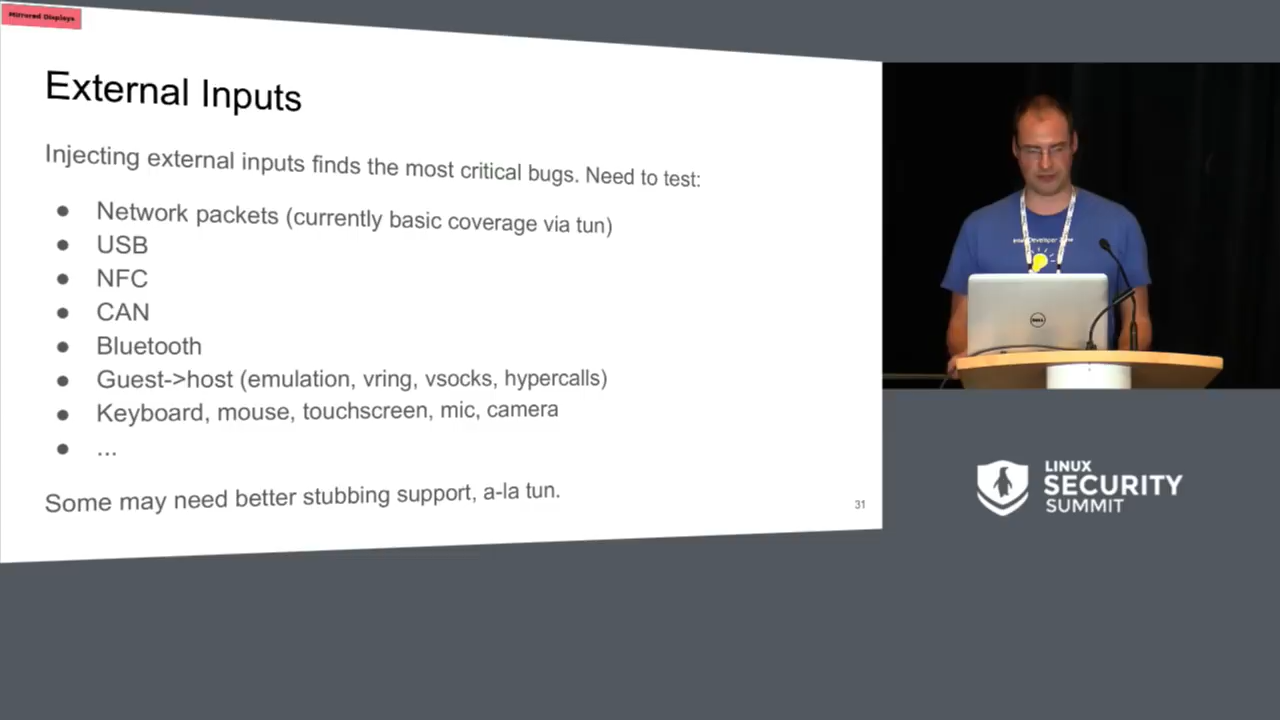 Mirrored Displays
External Inputs
Injecting external inputs finds the most critical bugs. Need to test:
● Network packets (currently basic coverage via tun)
● USB
● NFC
● CAN
● Bluetooth
● Guest->host (emulation, vring, vsocks, hypercalls)
● Keyboard, mouse, touchscreen, mic, camera
● ...
Some may need better stubbing support, a-la tun.
31
Developer
DELL
LINUX
SECURITY
SUMMIT